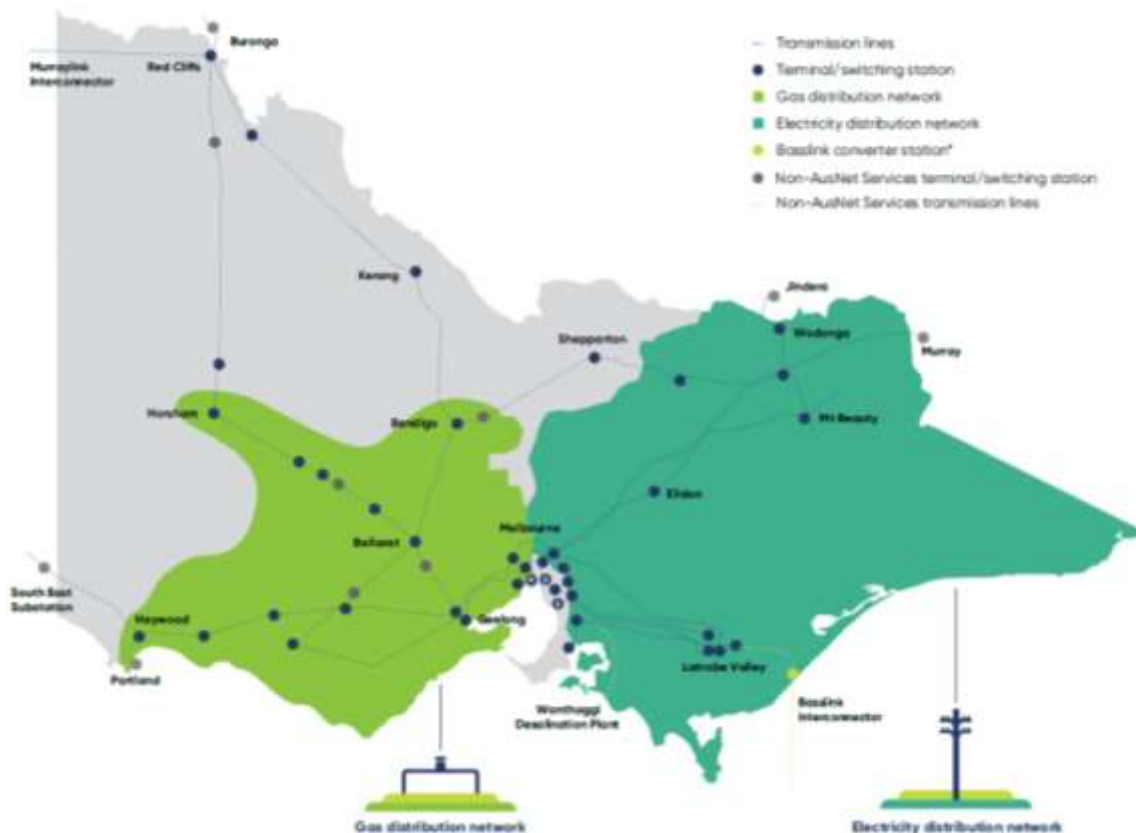 Buronga
Murraylink
Interconnector
Red Cliffs
Transmission lines
Terminal/switching station
Gas distribution network
Electricity distribution network
Basslink converter station*
Non-AusNet Services terminal/switching station
Non-AusNet Services transmission lines
Kerang
Jindera
Shepparton
Wodonga
Murray
Horsham
Bendigo
Mt Beauty
Eildon
Melbourne
Ballarat
South East
Substation
Heywood
Geelong
Portland
Latrobe Valley
Wonthaggi
Desalination Plant
Basslink
Interconnector
Gas distribution network
Electricity distribution network